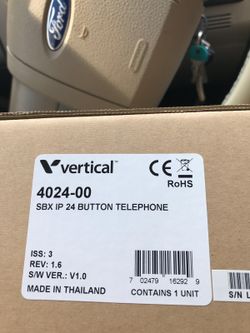 Ford
vertical™
CE
RoHS
4024-00
SBX IP 24 BUTTON TELEPHONE
ISS: 3
REV: 1.6
S/W VER.: V1.0
7 02479 16292 9
MADE IN THAILAND
CONTAINS 1 UNIT
S/N L